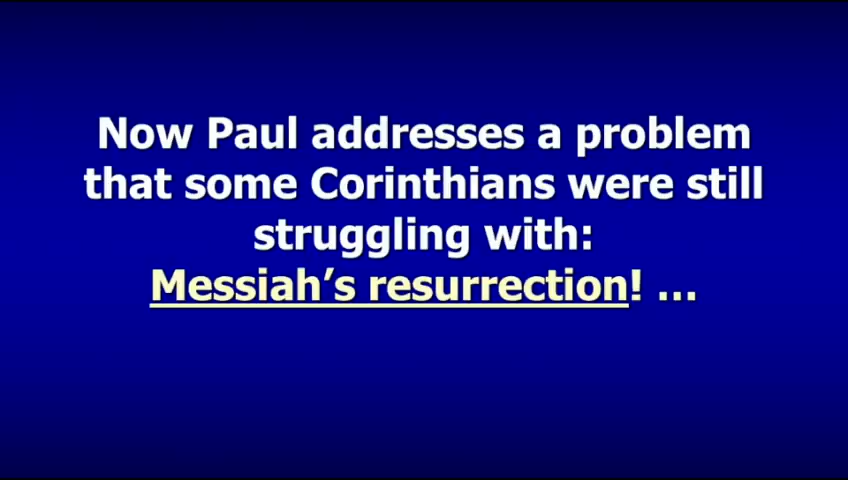 Now Paul addresses a problem
that some Corinthians were still
struggling with:
Messiah’s resurrection! …